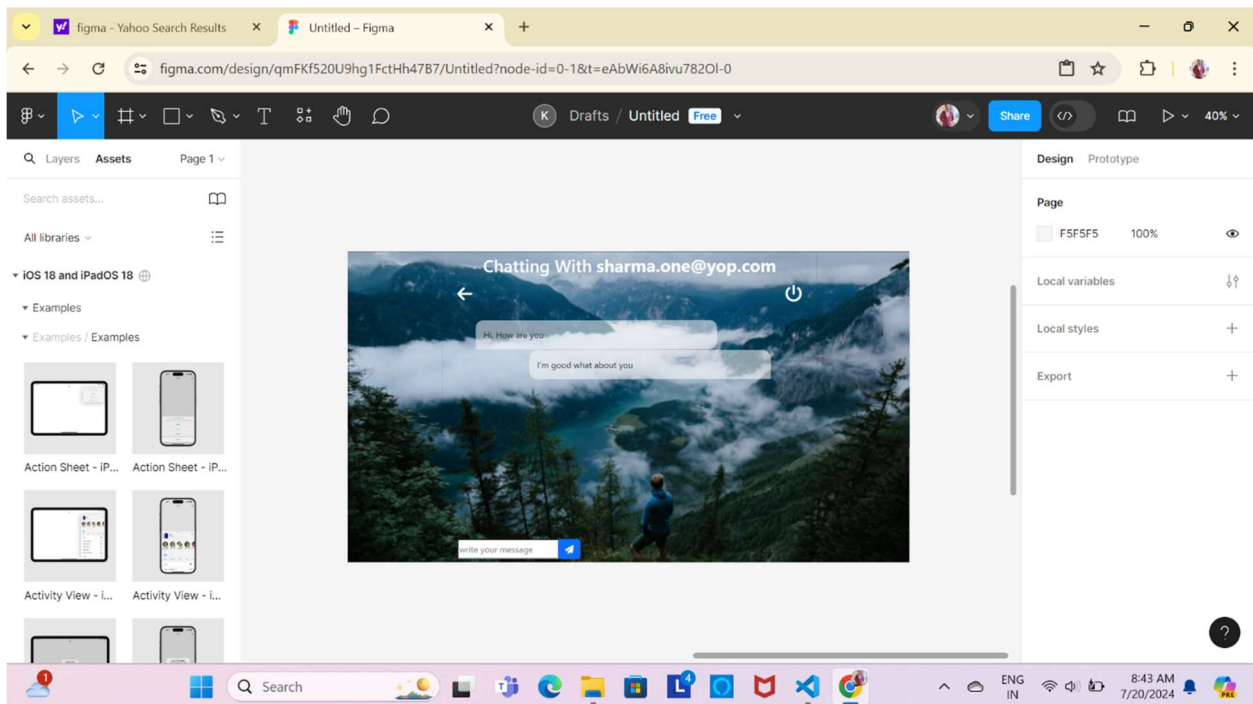 figma - Yahoo Search Results
Untitled – Figma
figma.com/design/qmFKf520U9hg1FctHh47B7/Untitled?node-id=0-1&t=eAbWi6A8ivu782OI-0
K Drafts / Untitled Free
Share
40%
Layers Assets Page 1
Design Prototype
Search assets...
Page
All libraries
F5F5F5 100%
iOS 18 and iPadOS 18
Chatting With sharma.one@yop.com
Local variables
Examples
Hi, How are you
Local styles
Examples / Examples
I'm good what about you
Export
Action Sheet - iP... Action Sheet - iP...
write your message
Activity View - i... Activity View - i...
?
1
Search
ENG
IN
8:43 AM
7/20/2024
PRE